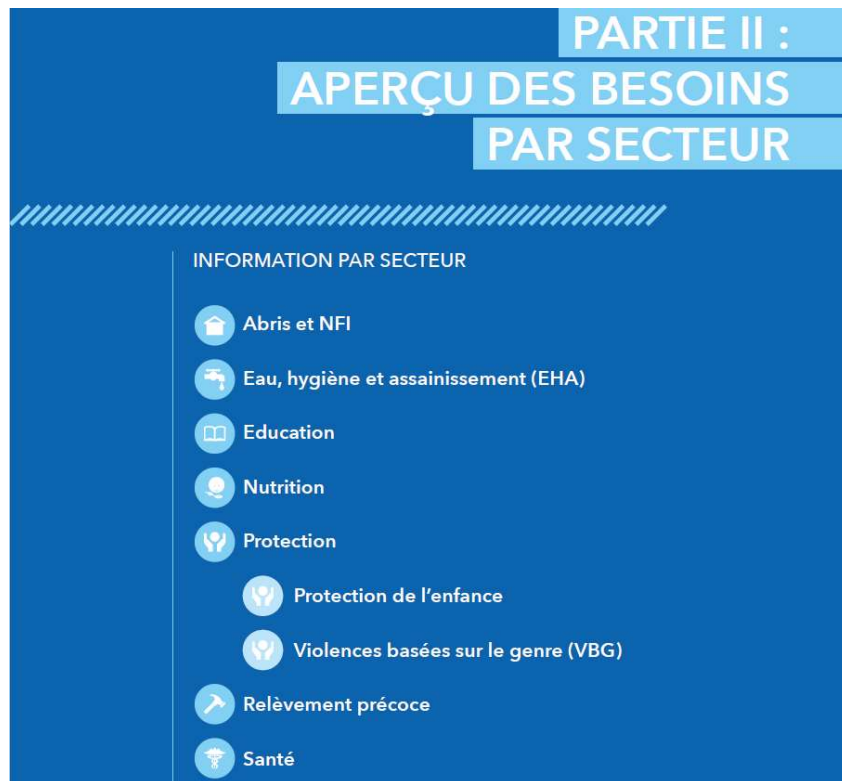 PARTIE II :
APERÇU DES BESOINS
PAR SECTEUR
INFORMATION PAR SECTEUR
Abris et NFI
Eau, hygiène et assainissement (EHA)
Education
Nutrition
Protection
Protection de l’enfance
Violences basées sur le genre (VBG)
Relèvement précoce
Santé